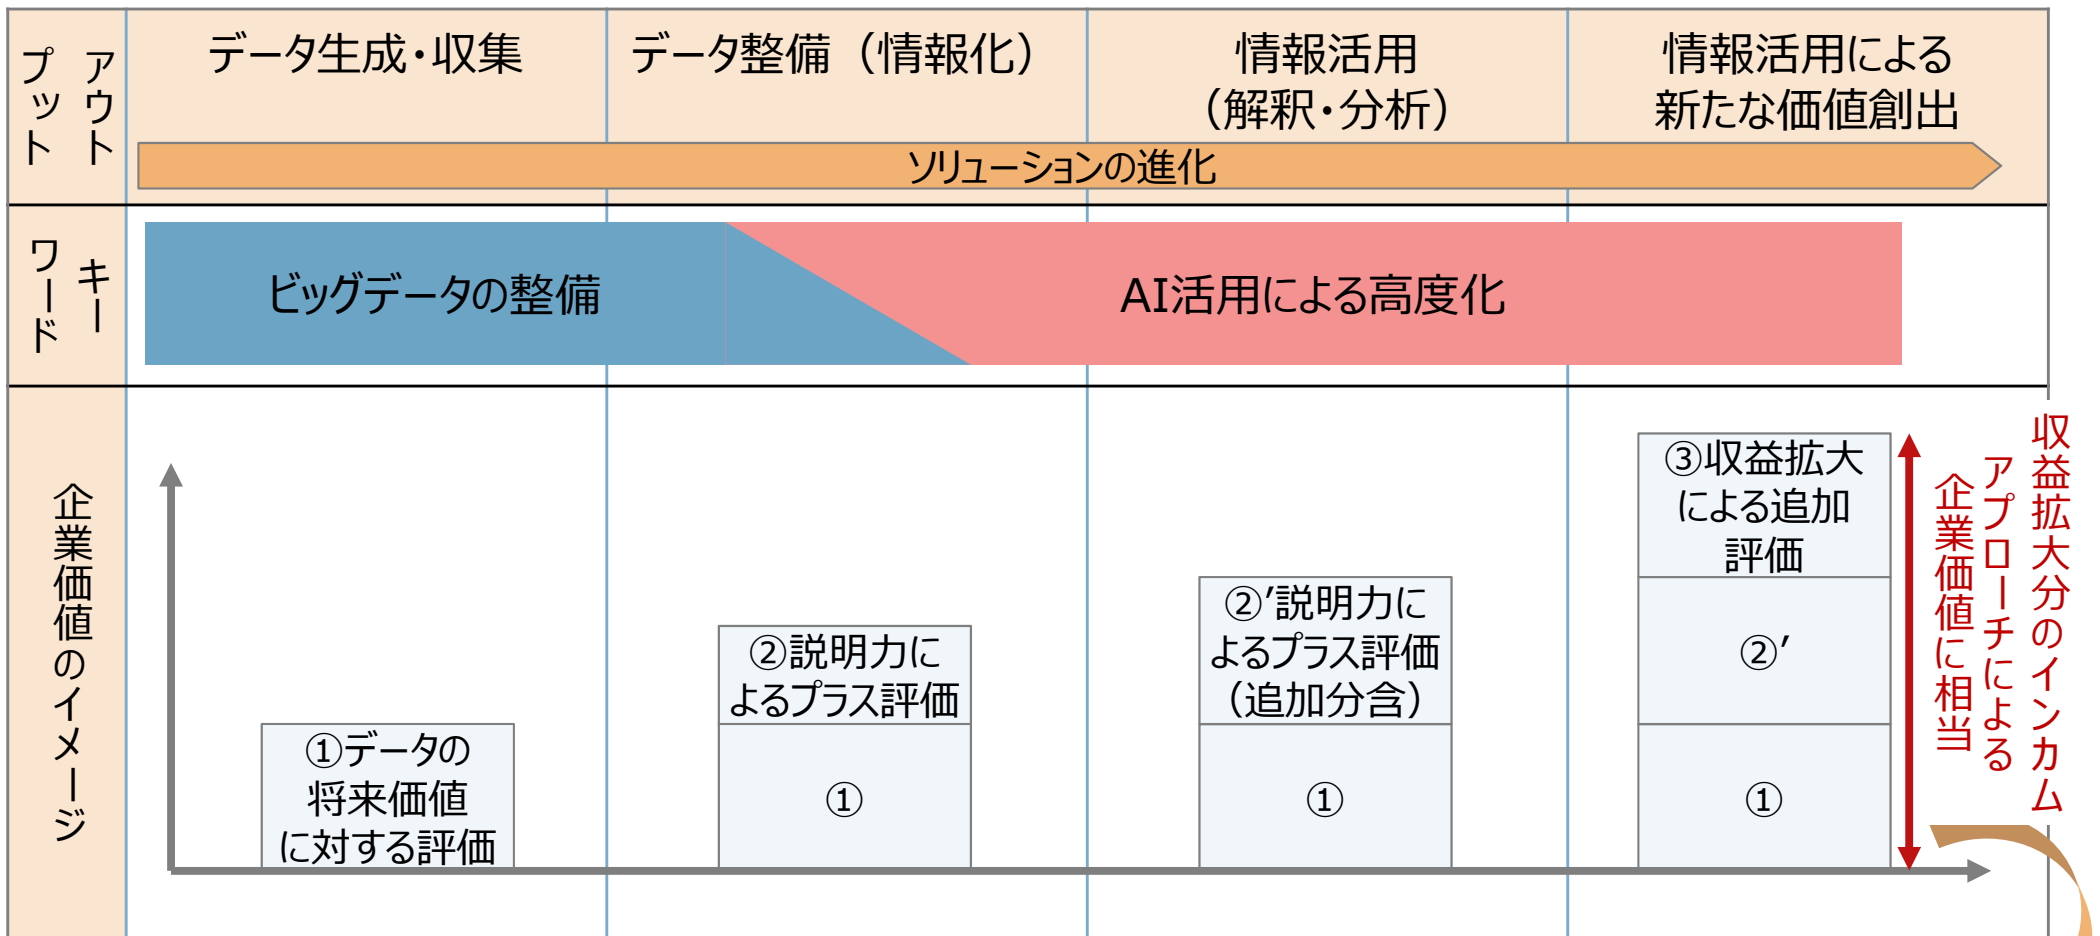 アウト
プット
データ生成・収集
データ整備（情報化）
情報活用
（解釈・分析）
情報活用による
新たな価値創出
ソリューションの進化
キー
ワード
ビッグデータの整備
AI活用による高度化
企業価値のイメージ
①データの
将来価値
に対する評価
②説明力に
よるプラス評価
①
②’説明力に
よるプラス評価
（追加分含）
①
③収益拡大
による追加
評価
②’
①
収益拡大分のインカム
アプローチによる
企業価値に相当